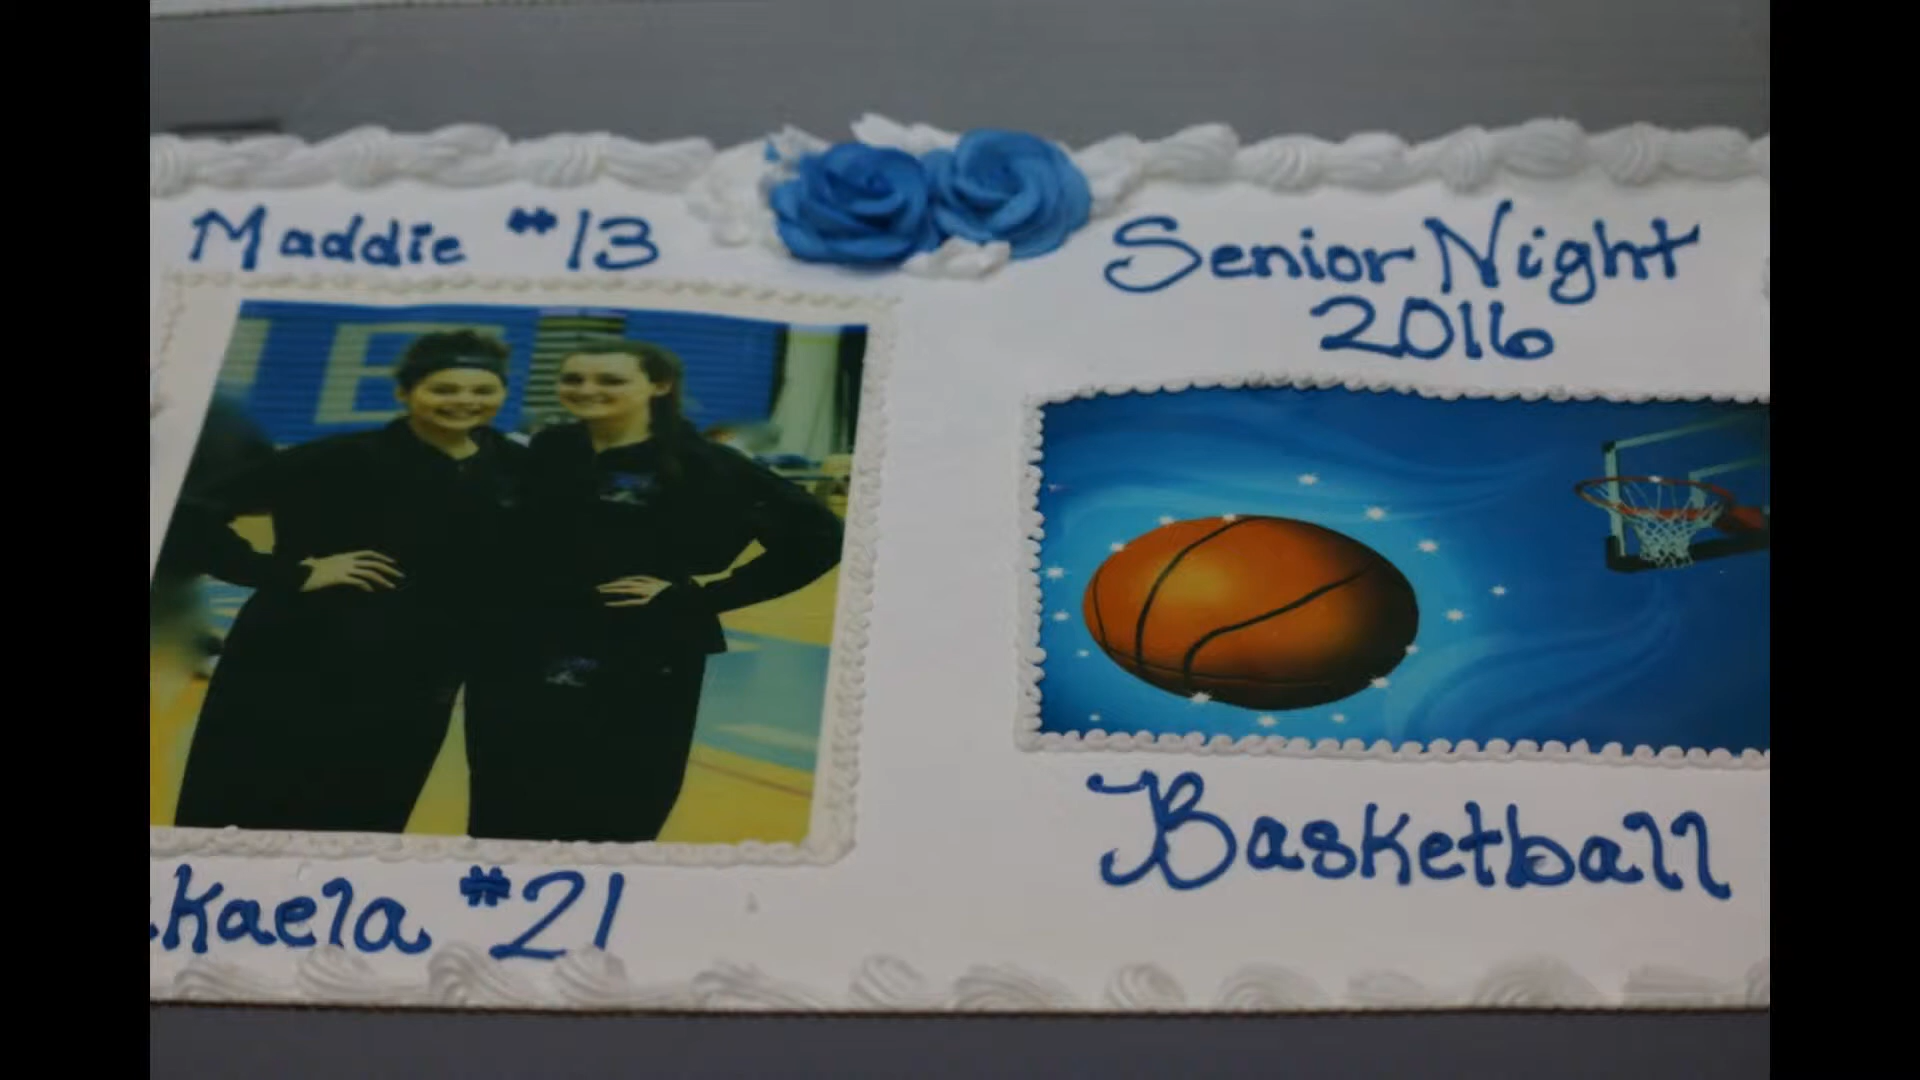 Maddie #13
Senior Night
2016
B
Basketball
kaela #21